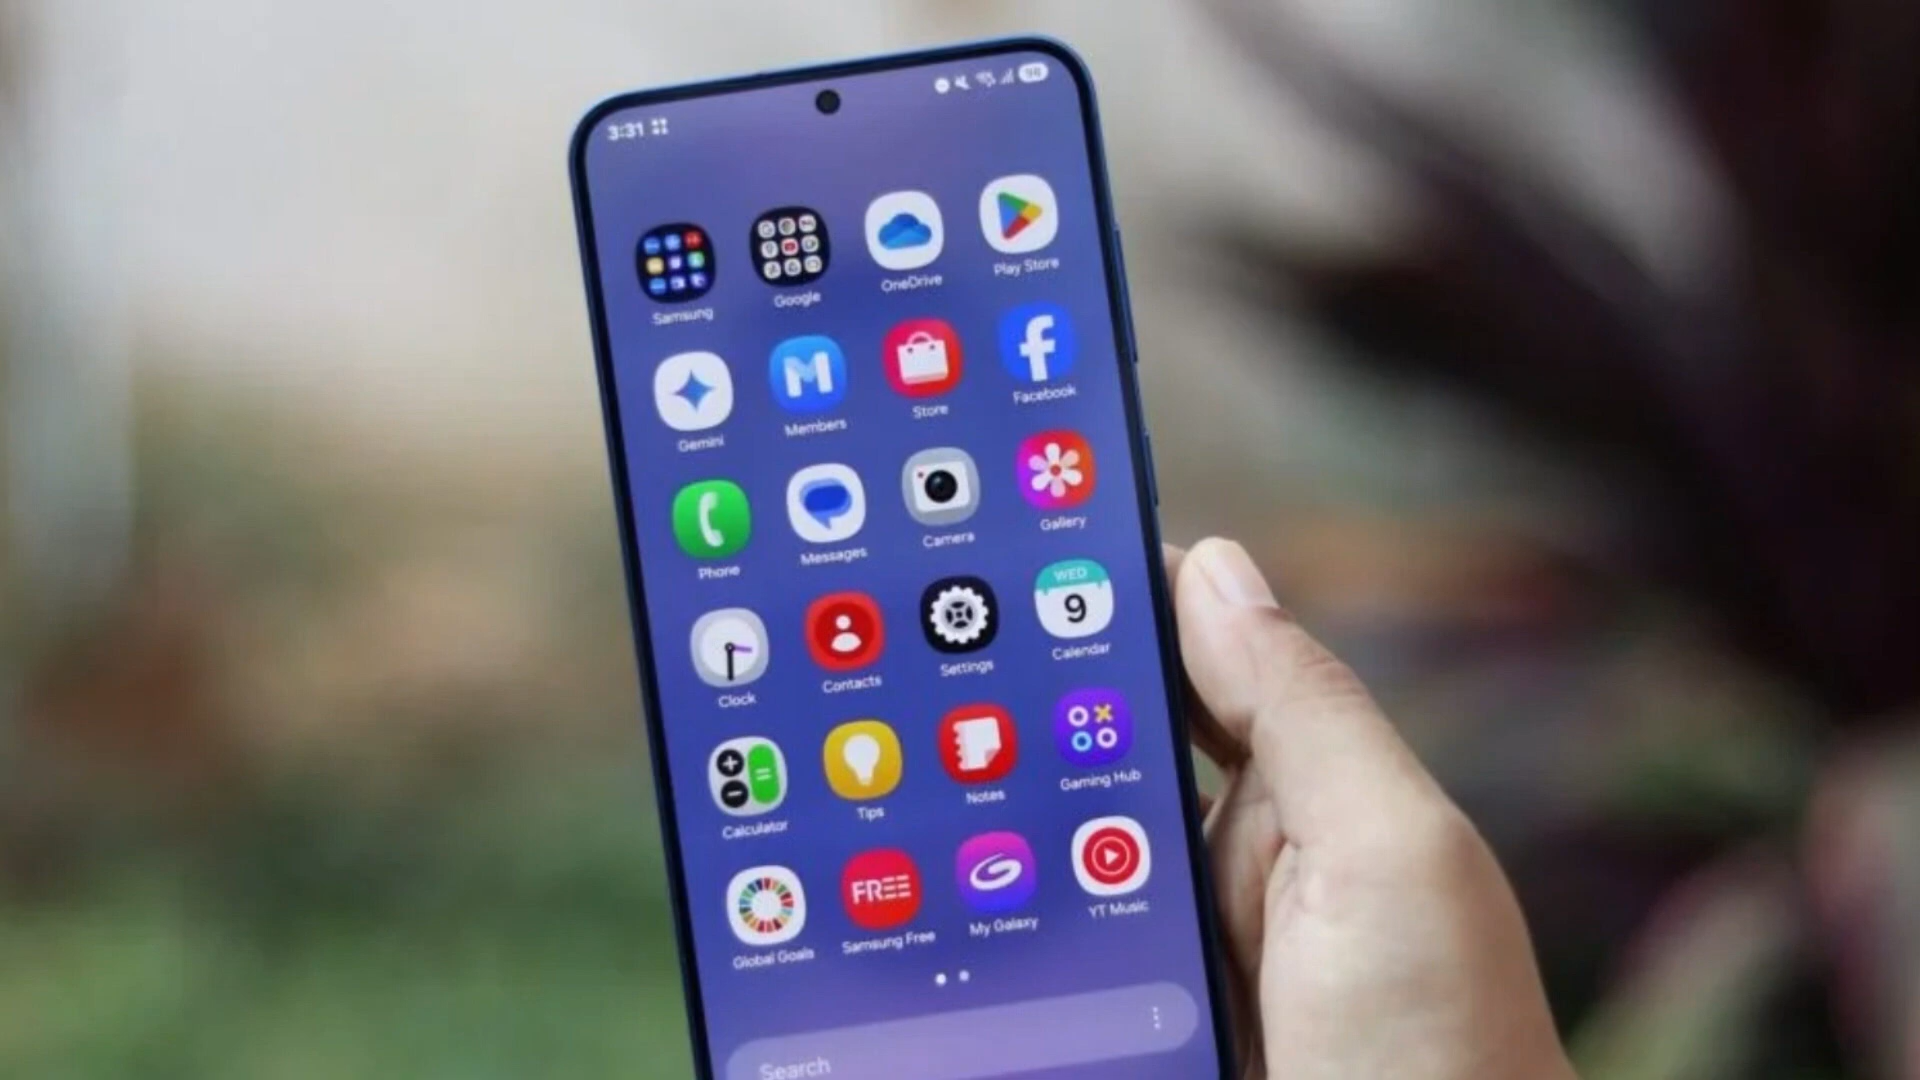 3:31
Samsung Google OneDrive Play Store
Gemini Members Store Facebook
Phone Messages Camera Gallery
WED
9
Clock Contacts Settings Calendar
Calculator Tips Notes Gaming Hub
FREE
Global Goals Samsung Free My Galaxy YT Music
Search